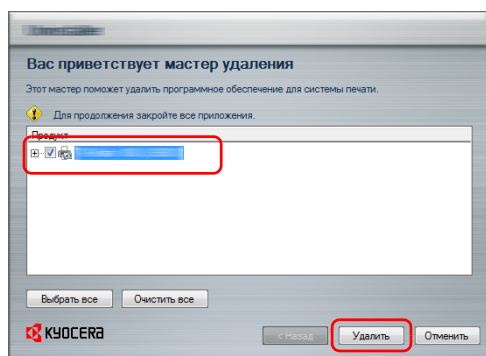 Вас приветствует мастер удаления
Этот мастер поможет удалить программное обеспечение для системы печати.
Для продолжения закройте все приложения.
Продукт
Выбрать все Очистить все
KYOCERA < Назад Удалить Отменить